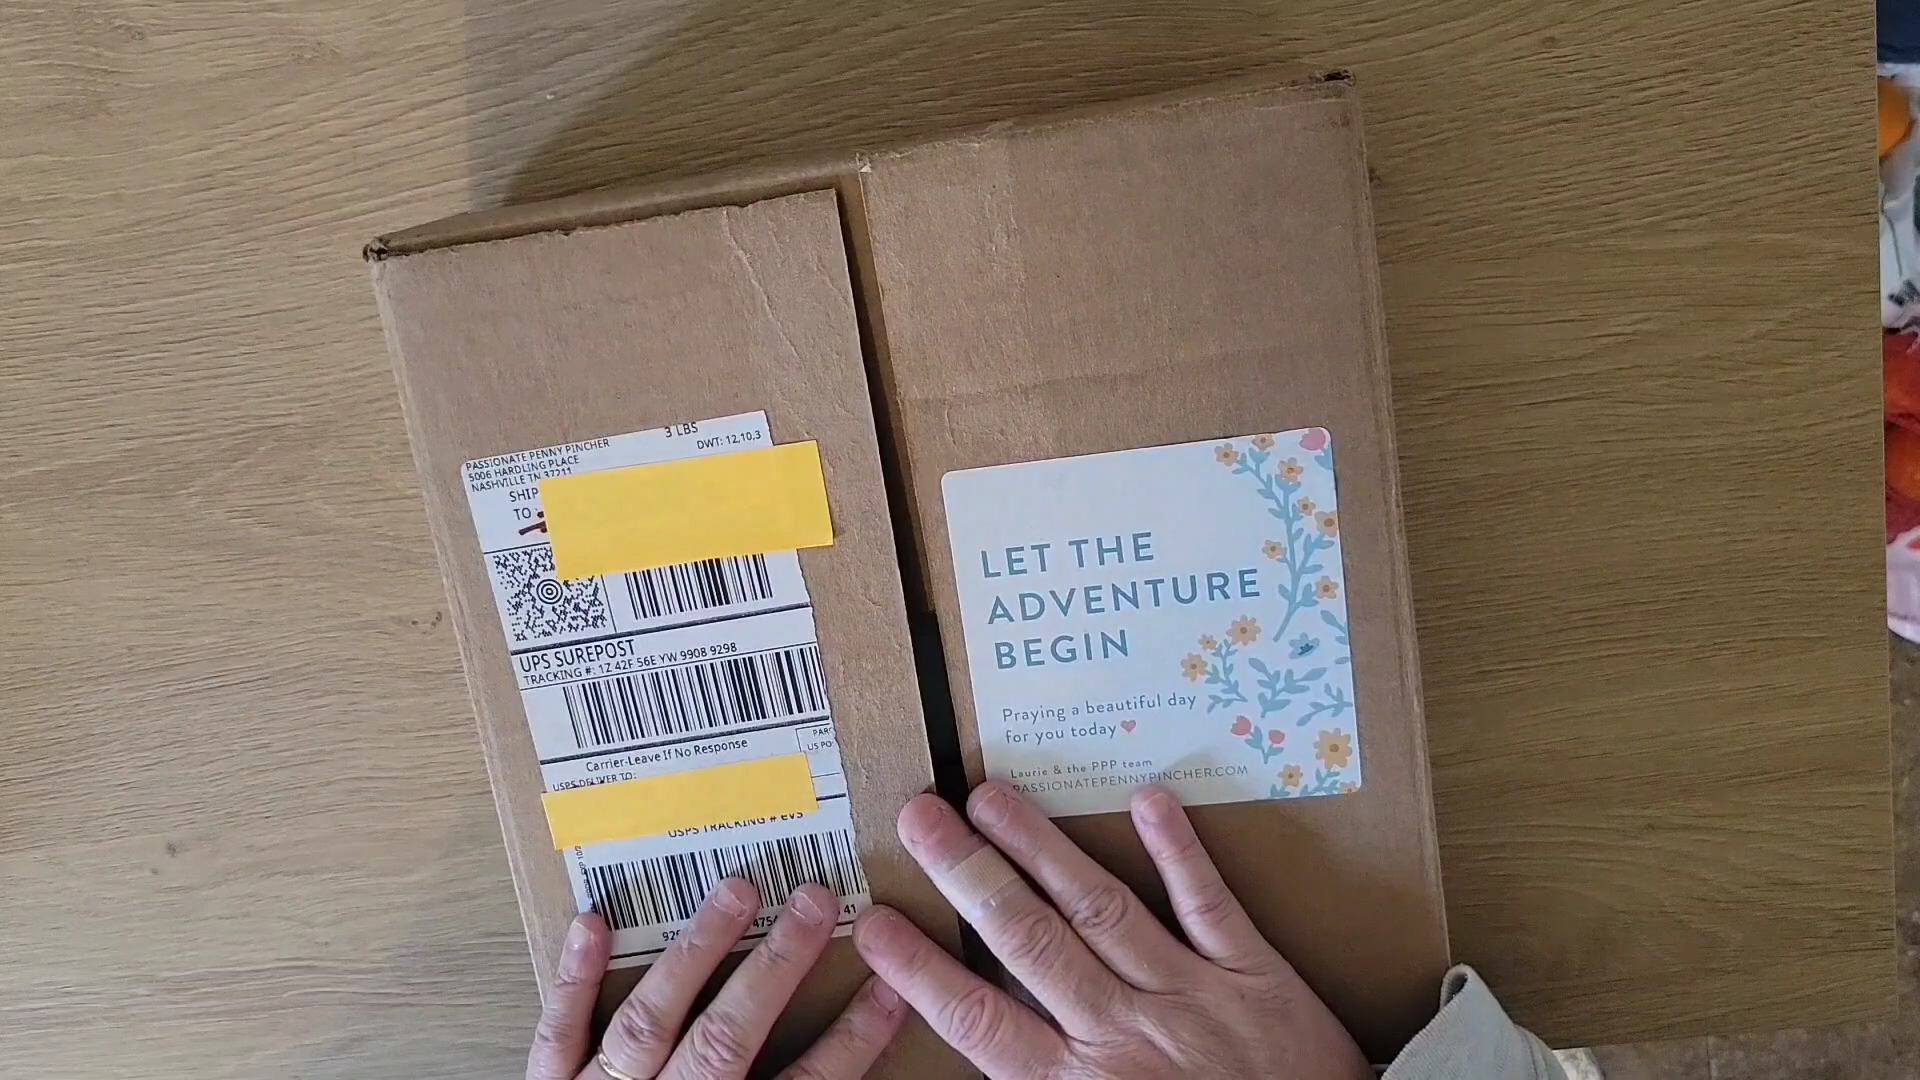 3 LBS
DWT: 12,10,3
PASSIONATE PENNY PINCHER
5006 HARDLING PLACE
NASHVILLE TN 37211
SHIP
TO
UPS SUREPOST
TRACKING #: 1Z 42F 56E YW 9908 9298
Carrier-Leave If No Response
USPS DELIVER TO:
USPS TRACKING # eVS
41
LET THE
ADVENTURE
BEGIN
Praying a beautiful day
for you today
Laurie & the PPP team
PASSIONATEPENNYPINCHER.COM